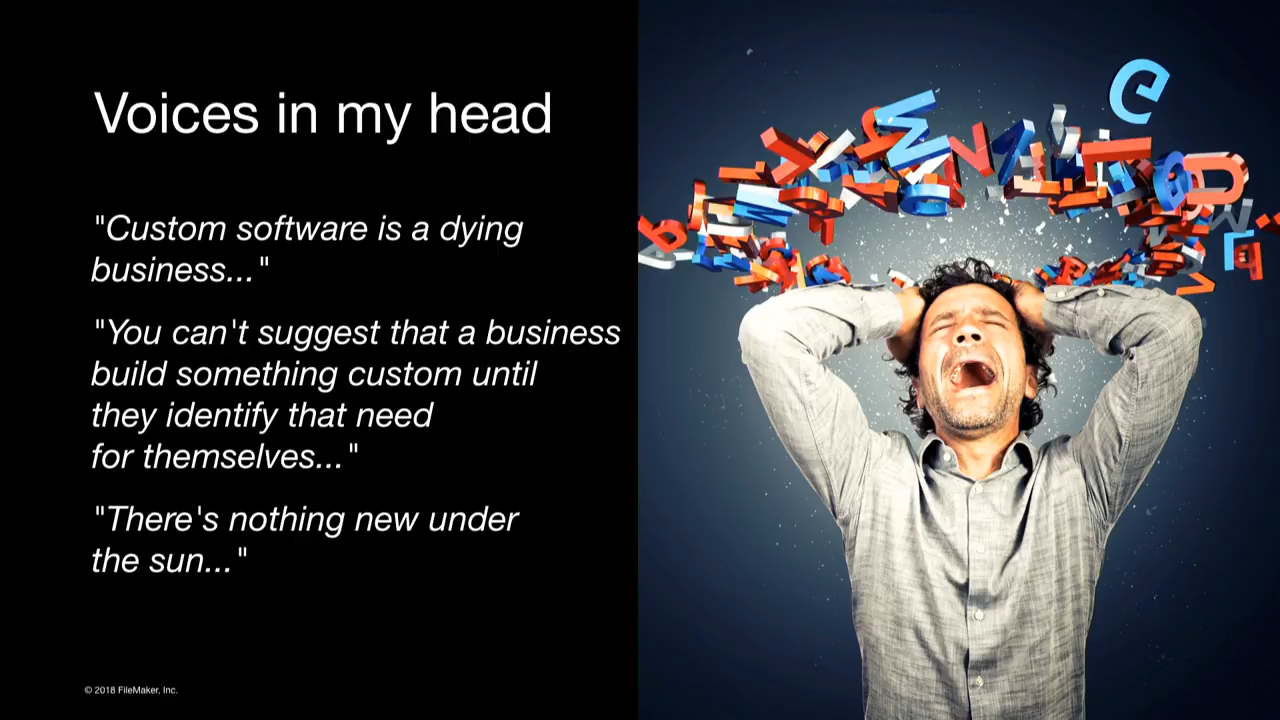 Voices in my head
"Custom software is a dying
business..."
"You can't suggest that a business
build something custom until
they identify that need
for themselves..."
"There's nothing new under
the sun..."
© 2018 FileMaker, Inc.